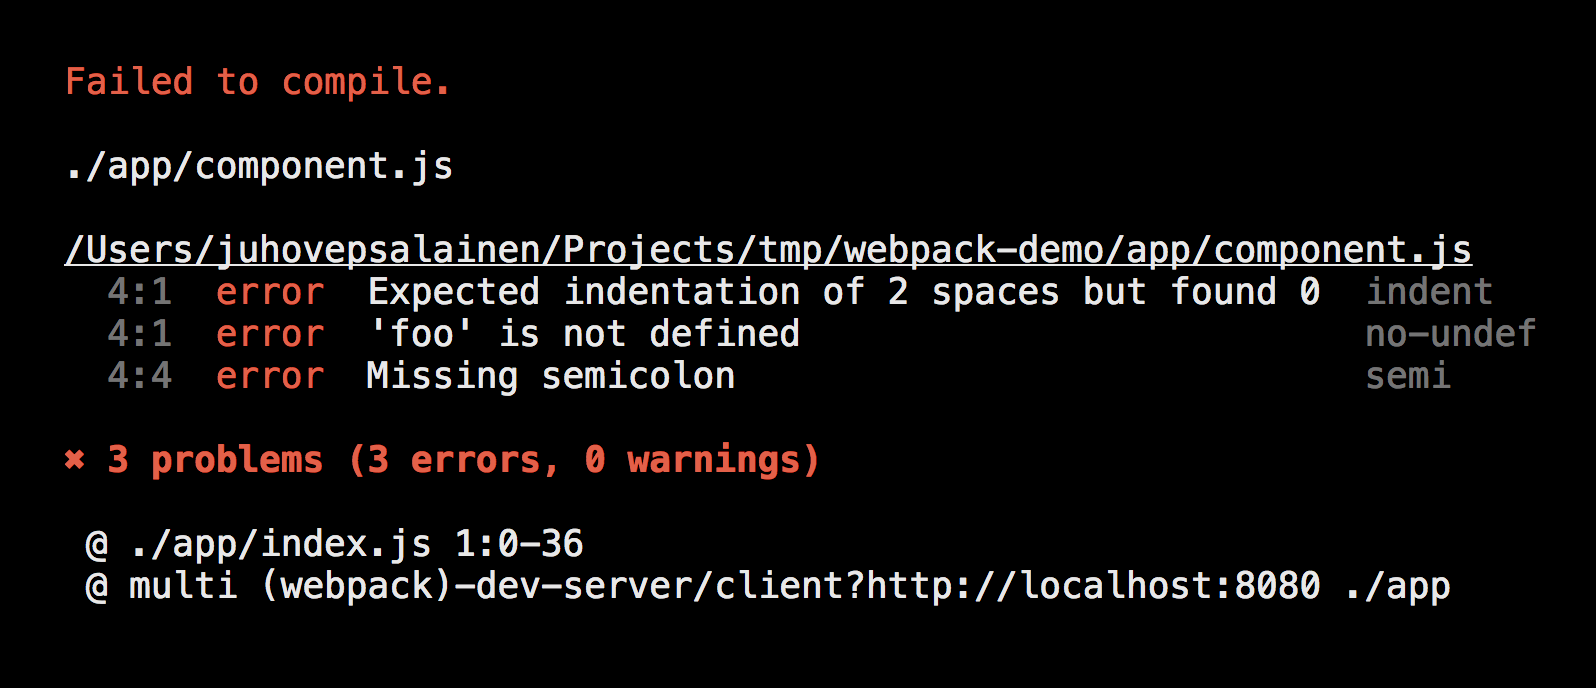 Failed to compile.
./app/component.js
/Users/juhovepsalainen/Projects/tmp/webpack-demo/app/component.js
4:1 error Expected indentation of 2 spaces but found 0 indent
4:1 error 'foo' is not defined no-undef
4:4 error Missing semicolon semi
✖ 3 problems (3 errors, 0 warnings)
@ ./app/index.js 1:0-36
@ multi (webpack)-dev-server/client?http://localhost:8080 ./app